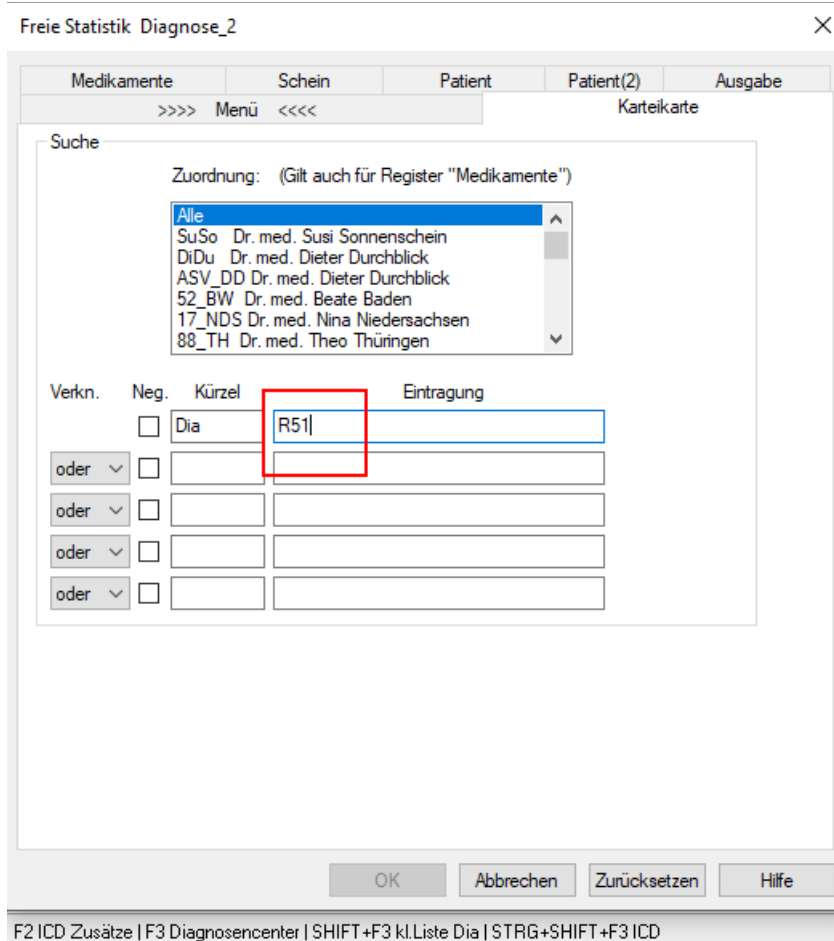 Freie Statistik Diagnose_2
Medikamente Schein Patient Patient(2) Ausgabe
>>>> Menü <<<< Karteikarte
Suche
Zuordnung: (Gilt auch für Register "Medikamente")
Alle
SuSo Dr. med. Susi Sonnenschein
DiDu Dr. med. Dieter Durchblick
ASV_DD Dr. med. Dieter Durchblick
52_BW Dr. med. Beate Baden
17_NDS Dr. med. Nina Niedersachsen
88_TH Dr. med. Theo Thüringen
Verkn. Neg. Kürzel Eintragung
Dia R51
oder
oder
oder
oder
OK Abbrechen Zurücksetzen Hilfe
F2 ICD Zusätze | F3 Diagnosencenter | SHIFT+F3 kl.Liste Dia | STRG+SHIFT+F3 ICD